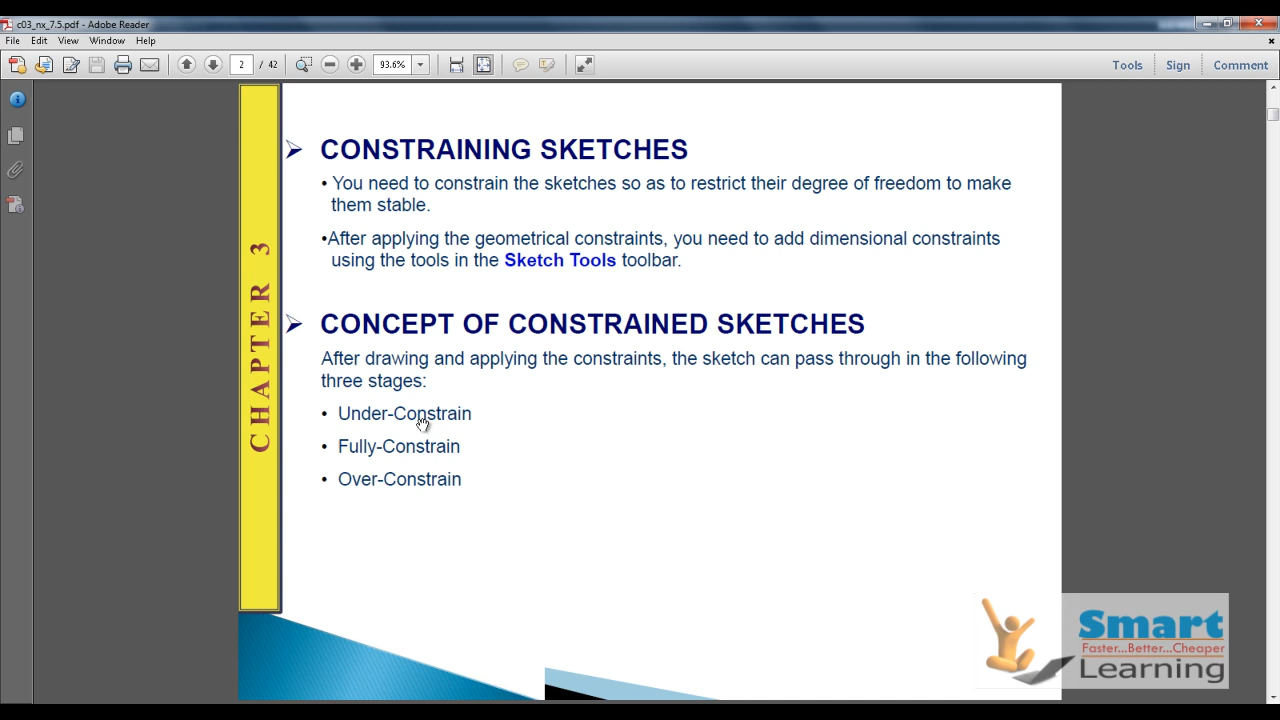 c03_nx_7.5.pdf - Adobe Reader
File Edit View Window Help
2 / 42 93.6% Tools Sign Comment
CHAPTER 3
➢ CONSTRAINING SKETCHES
• You need to constrain the sketches so as to restrict their degree of freedom to make
them stable.
•After applying the geometrical constraints, you need to add dimensional constraints
using the tools in the Sketch Tools toolbar.
➢ CONCEPT OF CONSTRAINED SKETCHES
After drawing and applying the constraints, the sketch can pass through in the following
three stages:
• Under-Constrain
• Fully-Constrain
• Over-Constrain
Smart
Faster...Better...Cheaper
Learning